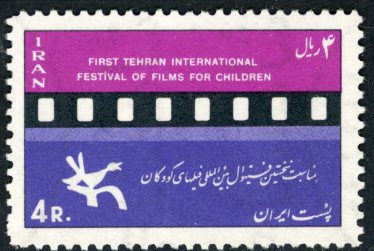 IRAN
۴ ریال
FIRST TEHRAN INTERNATIONAL
FESTIVAL OF FILMS FOR CHILDREN
بمناسبت نخستین فستیوال بین‌المللی فیلمهای کودکان
4 R.
پست ایران